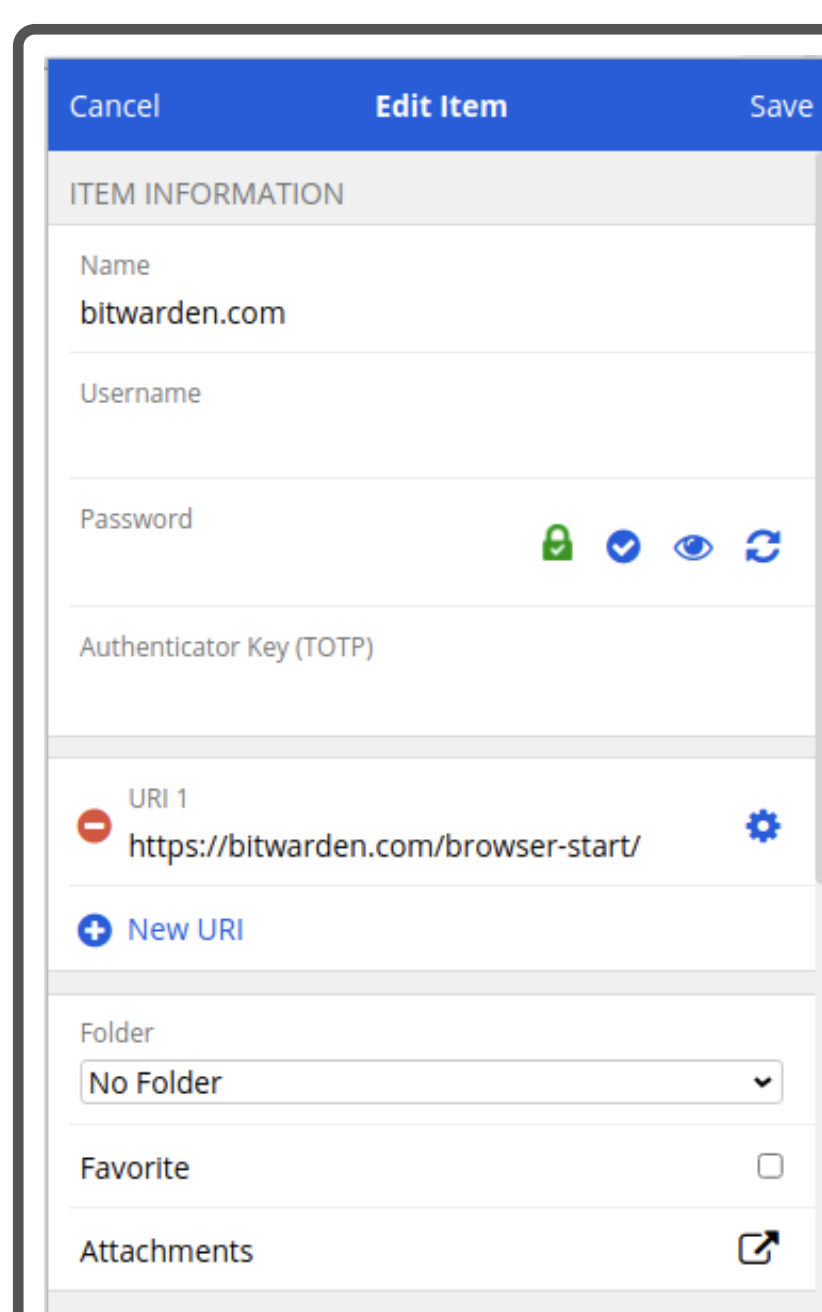 Cancel Edit Item Save
ITEM INFORMATION
Name
bitwarden.com
Username
Password
Authenticator Key (TOTP)
URI 1
https://bitwarden.com/browser-start/
New URI
Folder
No Folder
Favorite
Attachments